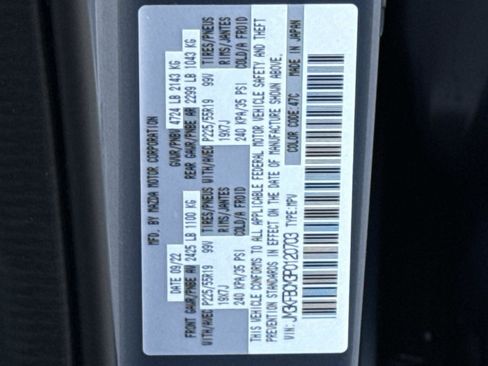 MFD. BY MAZDA MOTOR CORPORATION
DATE 09/22 GVWR/PNBV 4724 LB 2143 KG
FRONT GAWR/PNBE AV 2425 LB 1100 KG REAR GAWR/PNBE AR 2299 LB 1043 KG
WITH/AVEC TIRES/PNEUS WITH/AVEC TIRES/PNEUS
P225/55R19 99V P225/55R19 99V
RIMS/JANTES RIMS/JANTES
19X7J 19X7J
COLD/A FROID COLD/A FROID
240 KPA/35 PSI 240 KPA/35 PSI
THIS VEHICLE CONFORMS TO ALL APPLICABLE FEDERAL MOTOR VEHICLE SAFETY AND THEFT
PREVENTION STANDARDS IN EFFECT ON THE DATE OF MANUFACTURE SHOWN ABOVE.
VIN: TYPE:MPV COLOR CODE: 47C MADE IN JAPAN